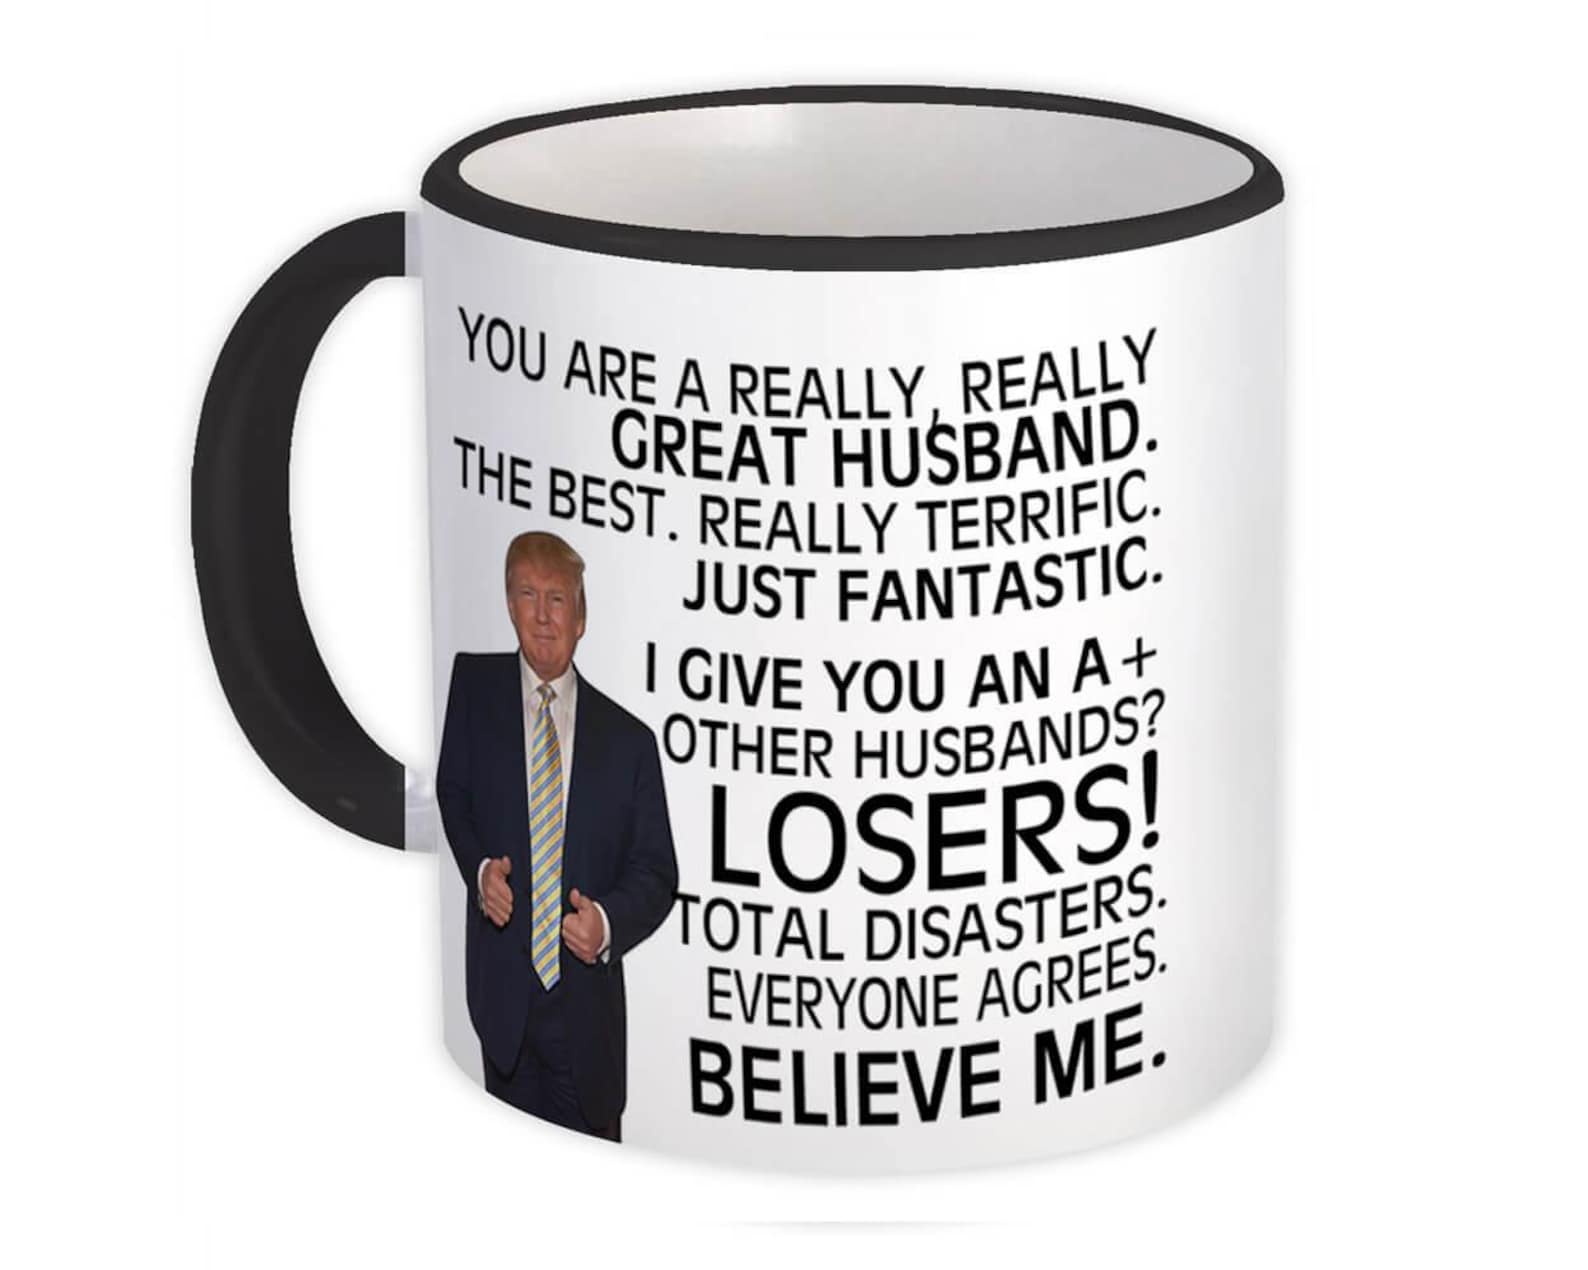 YOU ARE A REALLY, REALLY
GREAT HUSBAND.
THE BEST. REALLY TERRIFIC.
JUST FANTASTIC.
I GIVE YOU AN A+
OTHER HUSBANDS?
LOSERS!
TOTAL DISASTERS.
EVERYONE AGREES.
BELIEVE ME.